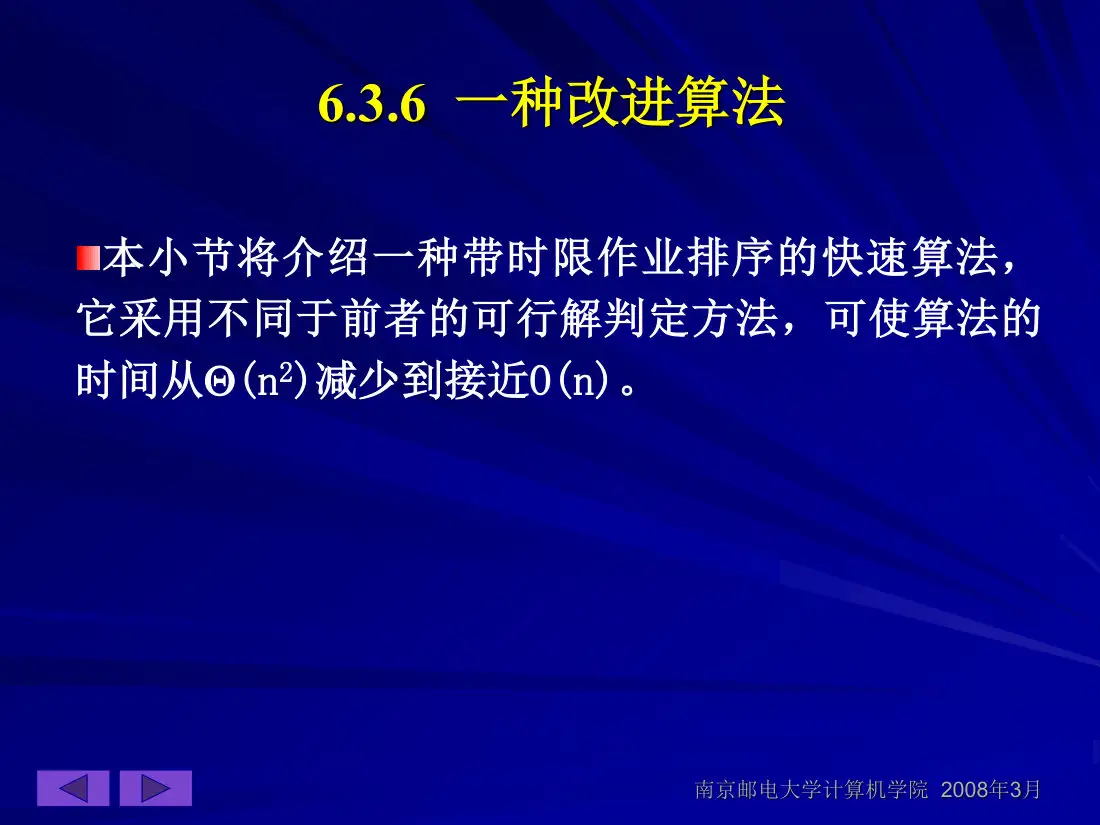 6.3.6 一种改进算法
本小节将介绍一种带时限作业排序的快速算法，
它采用不同于前者的可行解判定方法，可使算法的
时间从Θ(n²)减少到接近O(n)。
南京邮电大学计算机学院 2008年3月